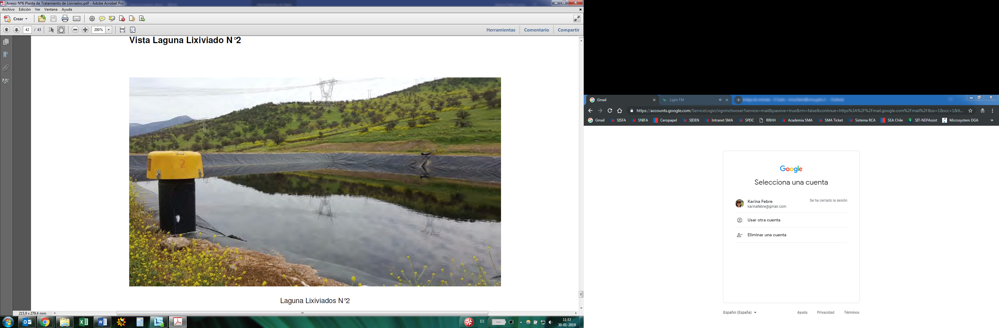 Anexo Nº6 Planta de Tratamiento de Lixiviados.pdf - Adobe Acrobat Pro
Archivo Edición Ver Ventana Ayuda
Crear
42 / 43 200% Herramientas Comentario Compartir
Vista Laguna Lixiviado N°2
2
Laguna Lixiviados N°2
215,9 x 279,4 mm
ES
11:57
30-01-2019
Gmail Light FM
https://accounts.google.com/ServiceLogin/signinchooser?service=mail&passive=true&rm=false&continue=https%3A%2F%2Fmail.google.com%2Fmail%2F&ss=1&scc=1&lt...
Gmail SISFA SNIFA Ceropapel SIDEN Intranet SMA SPDC RRHH Academia SMA SMA Ticket Sistema RCA SEA Chile SIT-NEPAssist Microsystem DGA »
Google
Selecciona una cuenta
Karina Febre Se ha cerrado la sesión
karinafebre@gmail.com
Usar otra cuenta
Eliminar una cuenta
Español (España) Ayuda Privacidad Términos